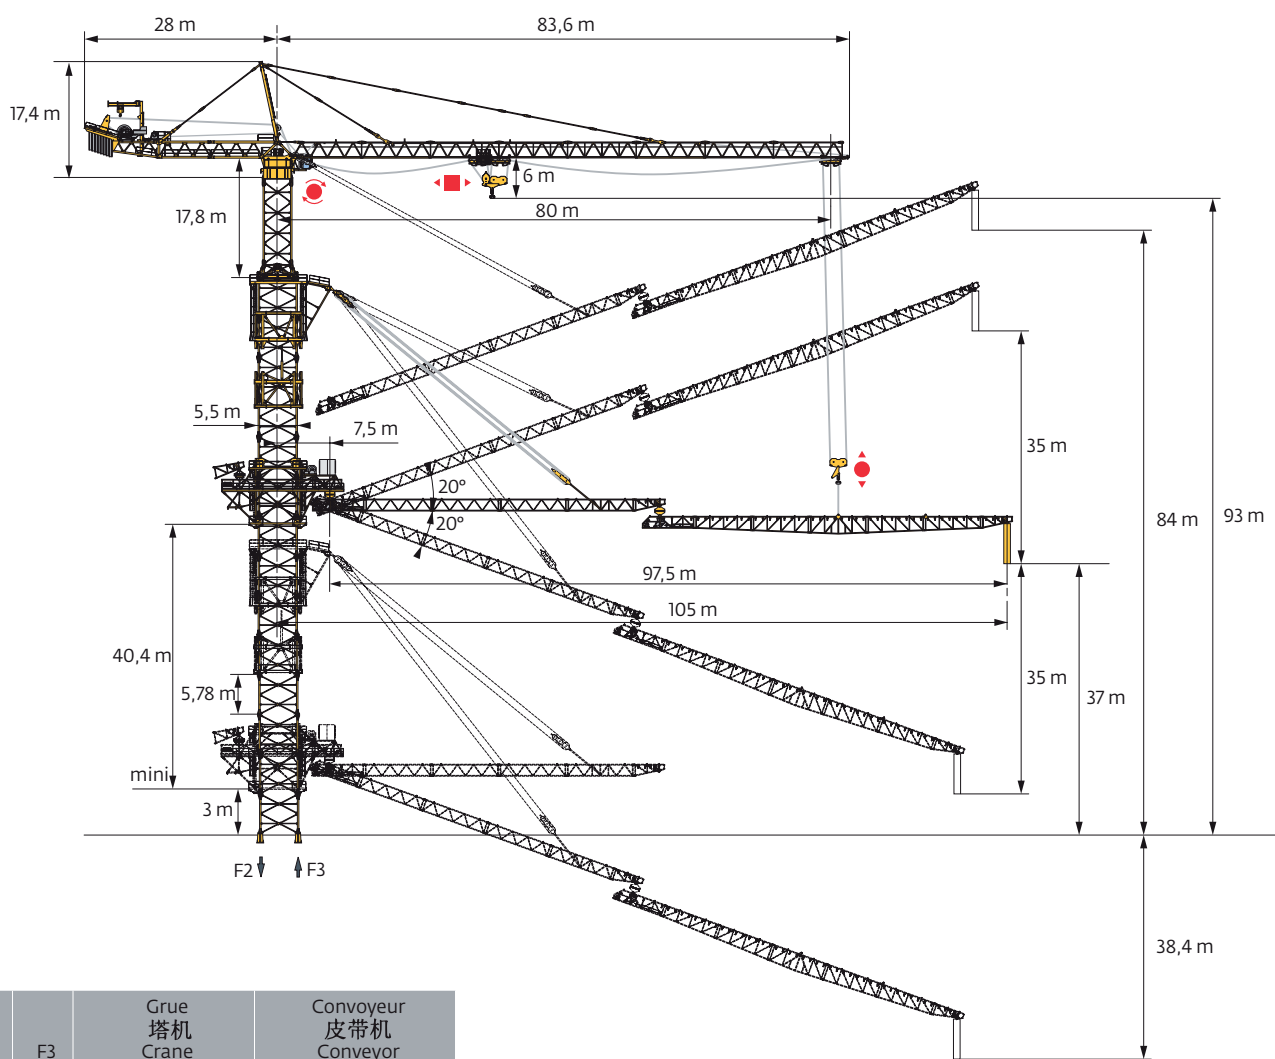 28 m
83,6 m
17,4 m
6 m
17,8 m
80 m
5,5 m
7,5 m
35 m
20°
20°
84 m
93 m
97,5 m
105 m
40,4 m
5,78 m
35 m
37 m
mini
3 m
F2
F3
38,4 m
Grue
Convoyeur
塔机
皮带机
F3
Crane
Conveyor